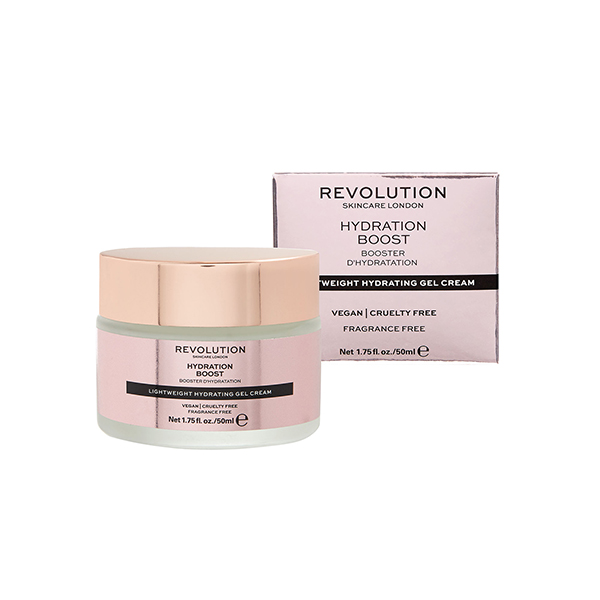 REVOLUTION
SKINCARE LONDON
HYDRATION
BOOST
BOOSTER
D'HYDRATATION
TWEIGHT HYDRATING GEL CREAM
VEGAN | CRUELTY FREE
FRAGRANCE FREE
Net 1.75 fl. oz./50ml ℮
REVOLUTION
SKINCARE LONDON
HYDRATION
BOOST
BOOSTER D'HYDRATATION
LIGHTWEIGHT HYDRATING GEL CREAM
VEGAN | CRUELTY FREE
FRAGRANCE FREE
Net 1.75 fl. oz./50ml ℮